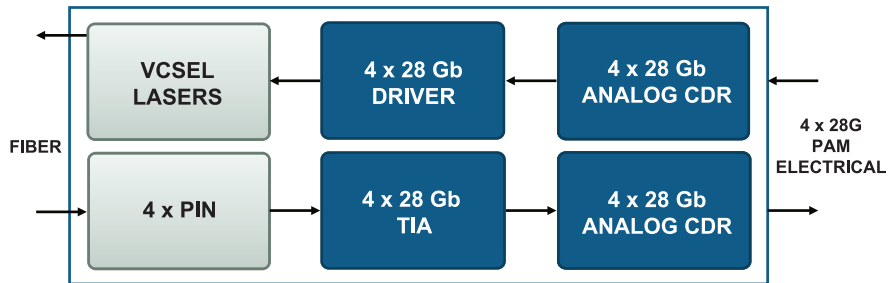 VCSEL
LASERS
4 x 28 Gb
DRIVER
4 x 28 Gb
ANALOG CDR
FIBER
4 x 28G
PAM
ELECTRICAL
4 x PIN
4 x 28 Gb
TIA
4 x 28 Gb
ANALOG CDR